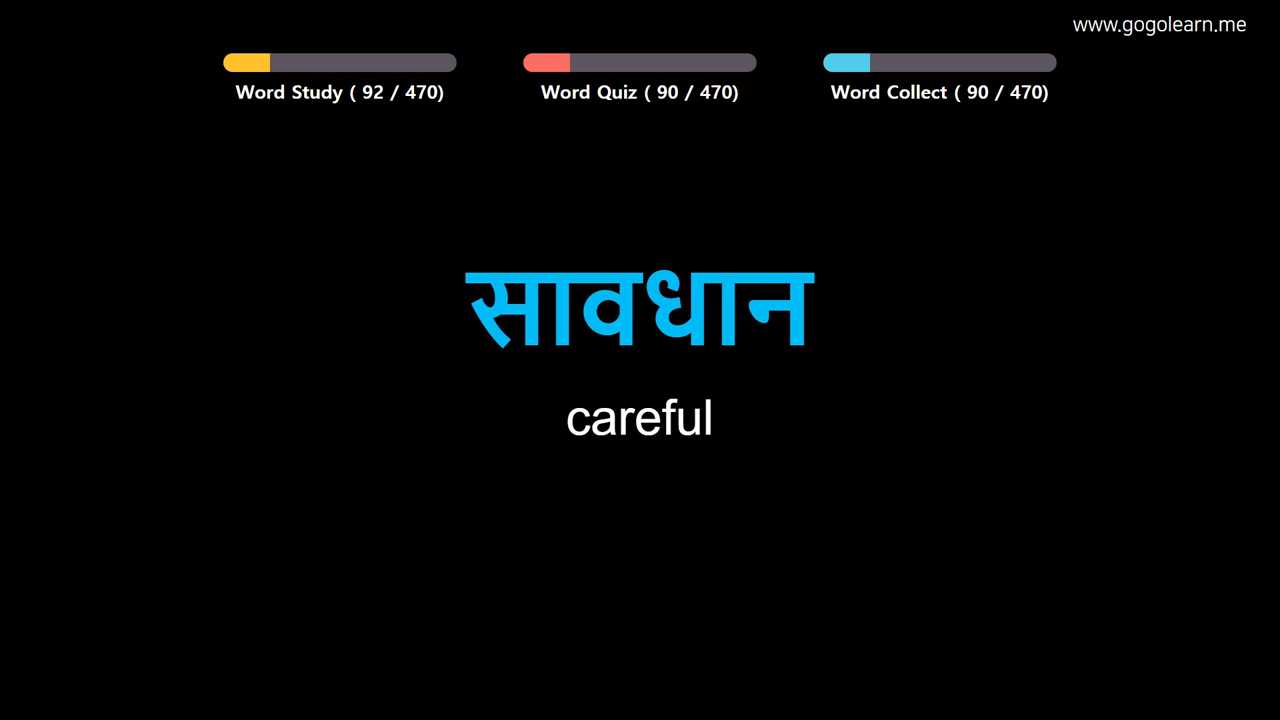 www.gogolearn.me
Word Study ( 92 / 470)
Word Quiz ( 90 / 470)
Word Collect ( 90 / 470)
सावधान
careful